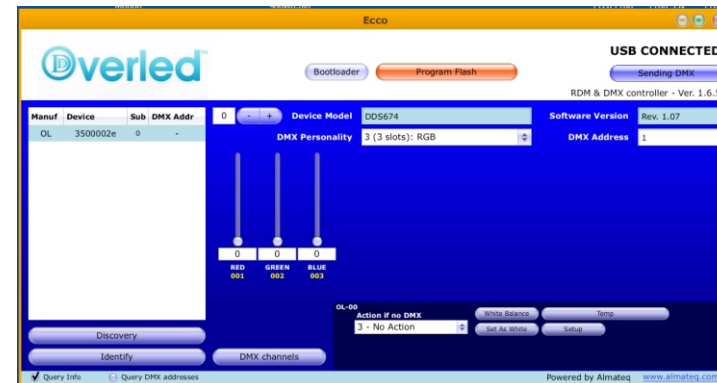 Ecco
Dverled™
USB CONNECTED
Bootloader
Program Flash
Sending DMX
RDM & DMX controller - Ver. 1.6.5
Manuf Device Sub DMX Addr
OL 3500002e 0 -
0 - + Device Model DDS674 Software Version Rev. 1.07
DMX Personality 3 (3 slots): RGB DMX Address 1
0 0 0
RED GREEN BLUE
001 002 003
OL-00
Action if no DMX
3 - No Action
White Balance
Temp
Set As White
Setup
Discovery
Identify
DMX channels
Query Info
Query DMX addresses
Powered by Almateq www.almateq.com